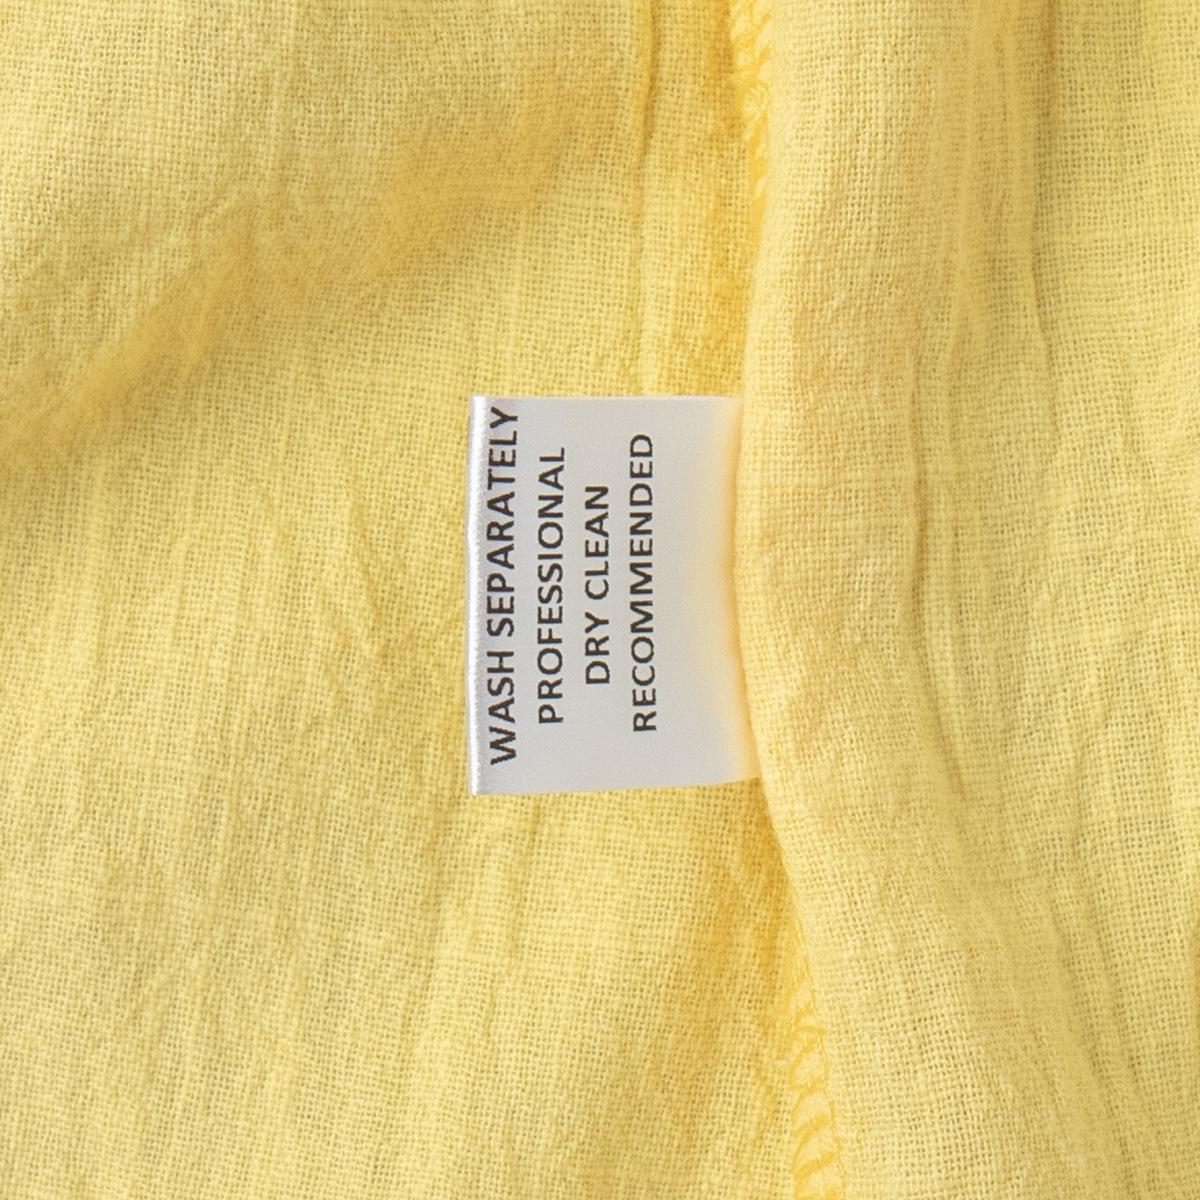 WASH SEPARATELY
PROFESSIONAL
DRY CLEAN
RECOMMENDED